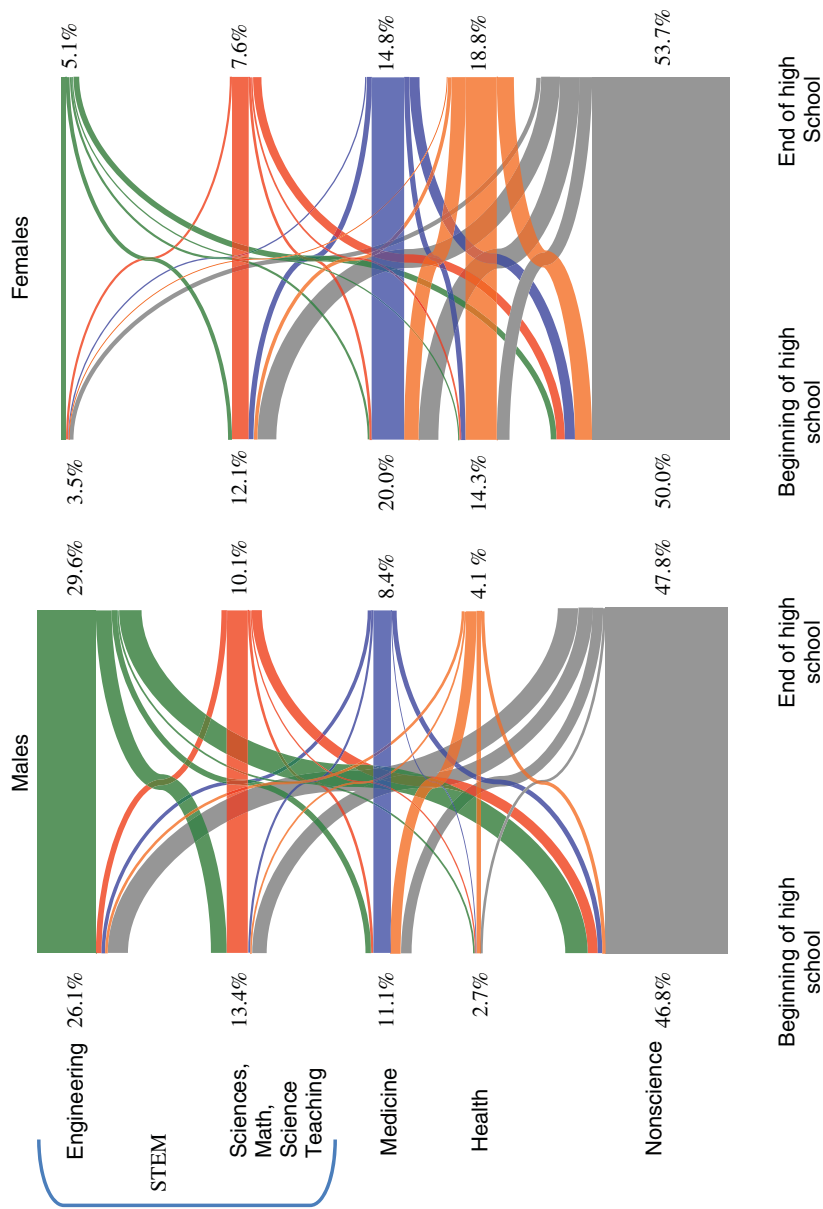 Males
Females
STEM
Engineering
26.1%
29.6%
3.5%
5.1%
Sciences,
Math,
Science
Teaching
13.4%
10.1%
12.1%
7.6%
Medicine
11.1%
8.4%
20.0%
14.8%
Health
2.7%
4.1 %
14.3%
18.8%
Nonscience
46.8%
47.8%
50.0%
53.7%
Beginning of high
school
End of high
school
Beginning of high
school
End of high
School